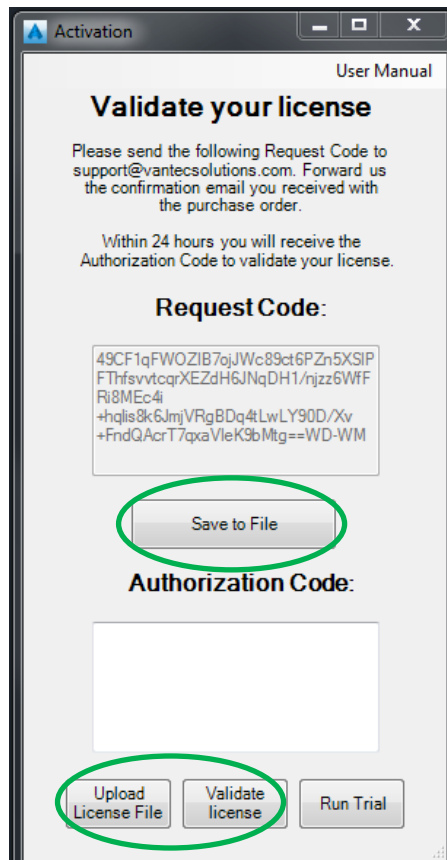 Activation
User Manual
Validate your license
Please send the following Request Code to
support@vantecsolutions.com. Forward us
the confirmation email you received with
the purchase order.
Within 24 hours you will receive the
Authorization Code to validate your license.
Request Code:
49CF1qFWOZIB7ojJWc89ct6PZn5XSIP
FThfsvvtcqrXEZdH6JNqDH1/njzz6WfF
Ri8MEc4i
+hqlis8k6JmjVRgBDq4tLwLY90D/Xv
+FndQAcrT7qxaVleK9bMtg==WD-WM
Save to File
Authorization Code:
Upload
License File
Validate
license
Run Trial